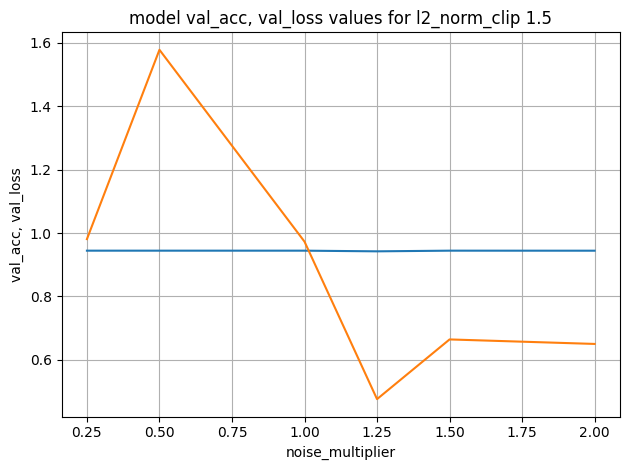 model val_acc, val_loss values for l2_norm_clip 1.5
val_acc, val_loss
1.6
1.4
1.2
1.0
0.8
0.6
0.25 0.50 0.75 1.00 1.25 1.50 1.75 2.00
noise_multiplier